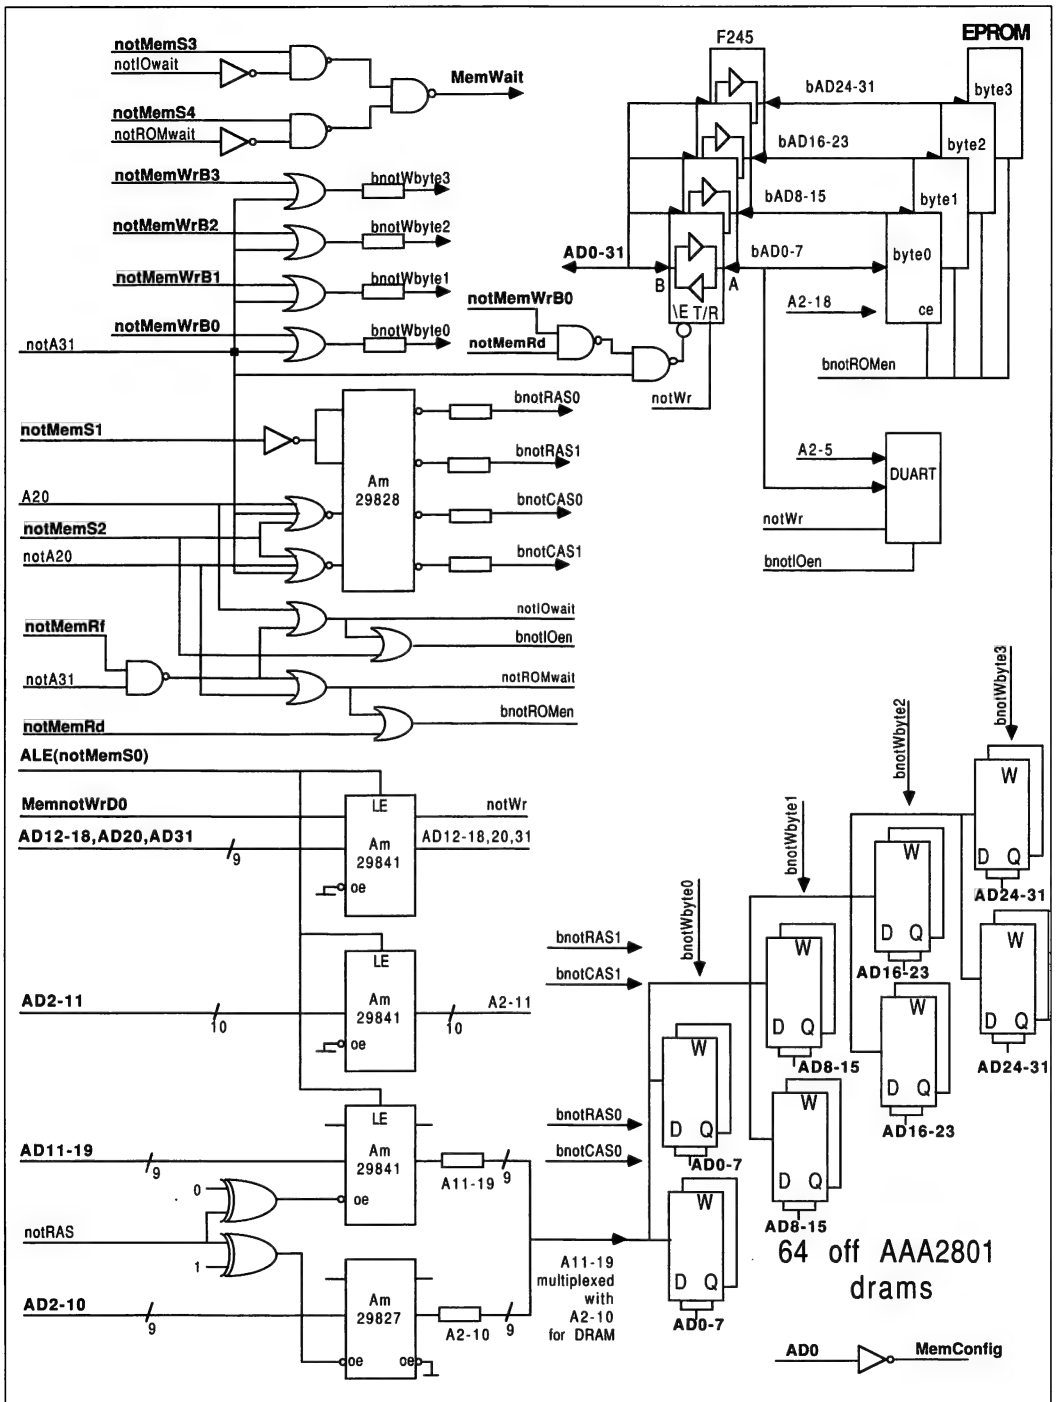 notMemS3
notIOwait
notMemS4
notROMwait
MemWait
notMemWrB3
bnotWbyte3
notMemWrB2
bnotWbyte2
notMemWrB1
bnotWbyte1
notMemWrB0
bnotWbyte0
notA31
F245
EPROM
byte3
bAD24-31
byte2
bAD16-23
byte1
bAD8-15
byte0
AD0-31
bAD0-7
B
A
\E T/R
A2-18
ce
notMemWrB0
notMemRd
notWr
bnotROMen
notMemS1
Am
29828
bnotRAS0
bnotRAS1
bnotCAS0
bnotCAS1
A20
notMemS2
notA20
A2-5
DUART
notWr
bnotIOen
notMemRf
notA31
notMemRd
notIOwait
bnotIOen
notROMwait
bnotROMen
ALE(notMemS0)
MemnotWrD0
AD12-18,AD20,AD31
9
LE
Am
29841
oe
notWr
AD12-18,20,31
AD2-11
10
LE
Am
29841
oe
A2-11
10
AD11-19
9
LE
Am
29841
oe
A11-19
9
0
notRAS
1
AD2-10
9
Am
29827
oe
oe
A2-10
9
A11-19
multiplexed
with
A2-10
for DRAM
bnotRAS1
bnotCAS1
bnotRAS0
bnotCAS0
bnotWbyte0
bnotWbyte1
bnotWbyte2
bnotWbyte3
W
D Q
AD24-31
W
D Q
AD16-23
W
D Q
AD24-31
W
D Q
AD8-15
W
D Q
AD16-23
W
D Q
AD0-7
W
D Q
AD8-15
W
D Q
AD0-7
64 off AAA2801
drams
AD0
MemConfig